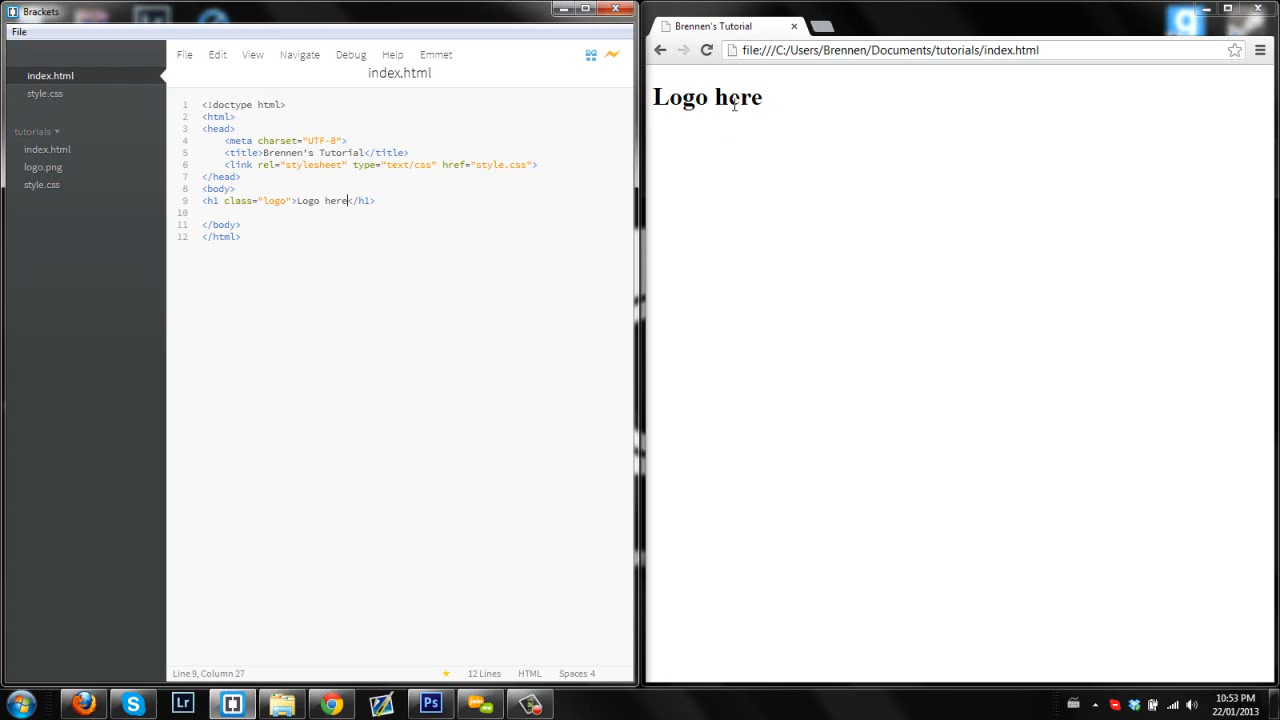 Brackets
File
index.html
style.css
tutorials
index.html
logo.png
style.css
File Edit View Navigate Debug Help Emmet
index.html
1 <!doctype html>
2 <html>
3 <head>
4 <meta charset="UTF-8">
5 <title>Brennen's Tutorial</title>
6 <link rel="stylesheet" type="text/css" href="style.css">
7 </head>
8 <body>
9 <h1 class="logo">Logo here</h1>
10
11 </body>
12 </html>
Line 9, Column 27
12 Lines
HTML
Spaces 4
Brennen's Tutorial
file:///C:/Users/Brennen/Documents/tutorials/index.html
Logo here
Lr
Ps
join me
10:53 PM
22/01/2013